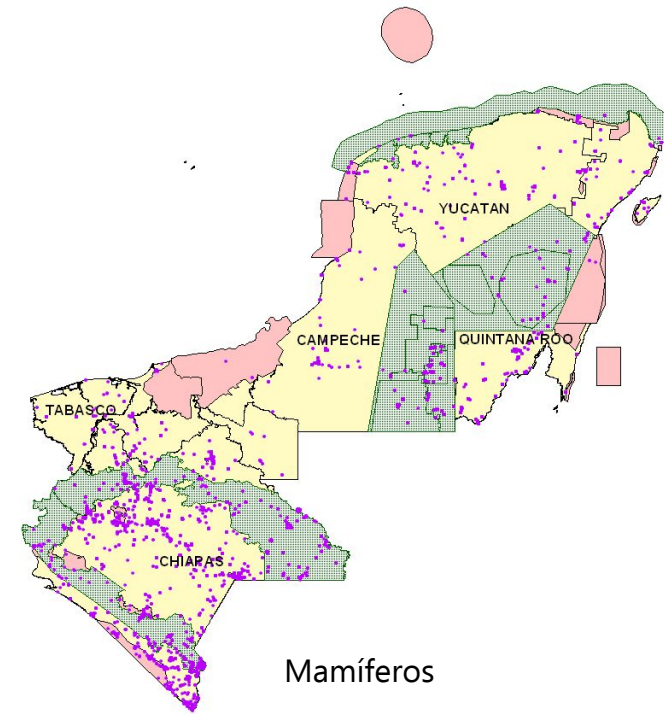 YUCATAN
CAMPECHE
QUINTANA ROO
TABASCO
CHIAPAS
Mamíferos